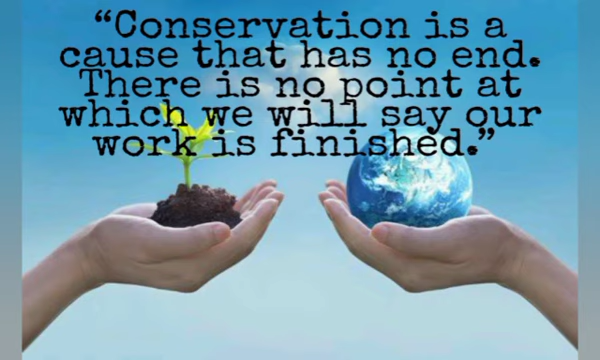 “Conservation is a
cause that has no end.
There is no point at
which we will say our
work is finished.”